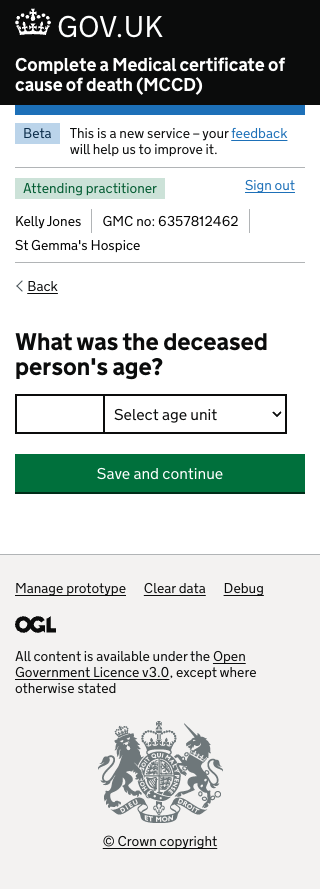 GOV.UK
Complete a Medical certificate of
cause of death (MCCD)
Beta
This is a new service – your feedback
will help us to improve it.
Attending practitioner
Sign out
Kelly Jones
GMC no: 6357812462
St Gemma's Hospice
Back
What was the deceased
person's age?
Select age unit
Save and continue
Manage prototype
Clear data
Debug
OGL
All content is available under the Open
Government Licence v3.0, except where
otherwise stated
DIEU ET MON DROIT
© Crown copyright